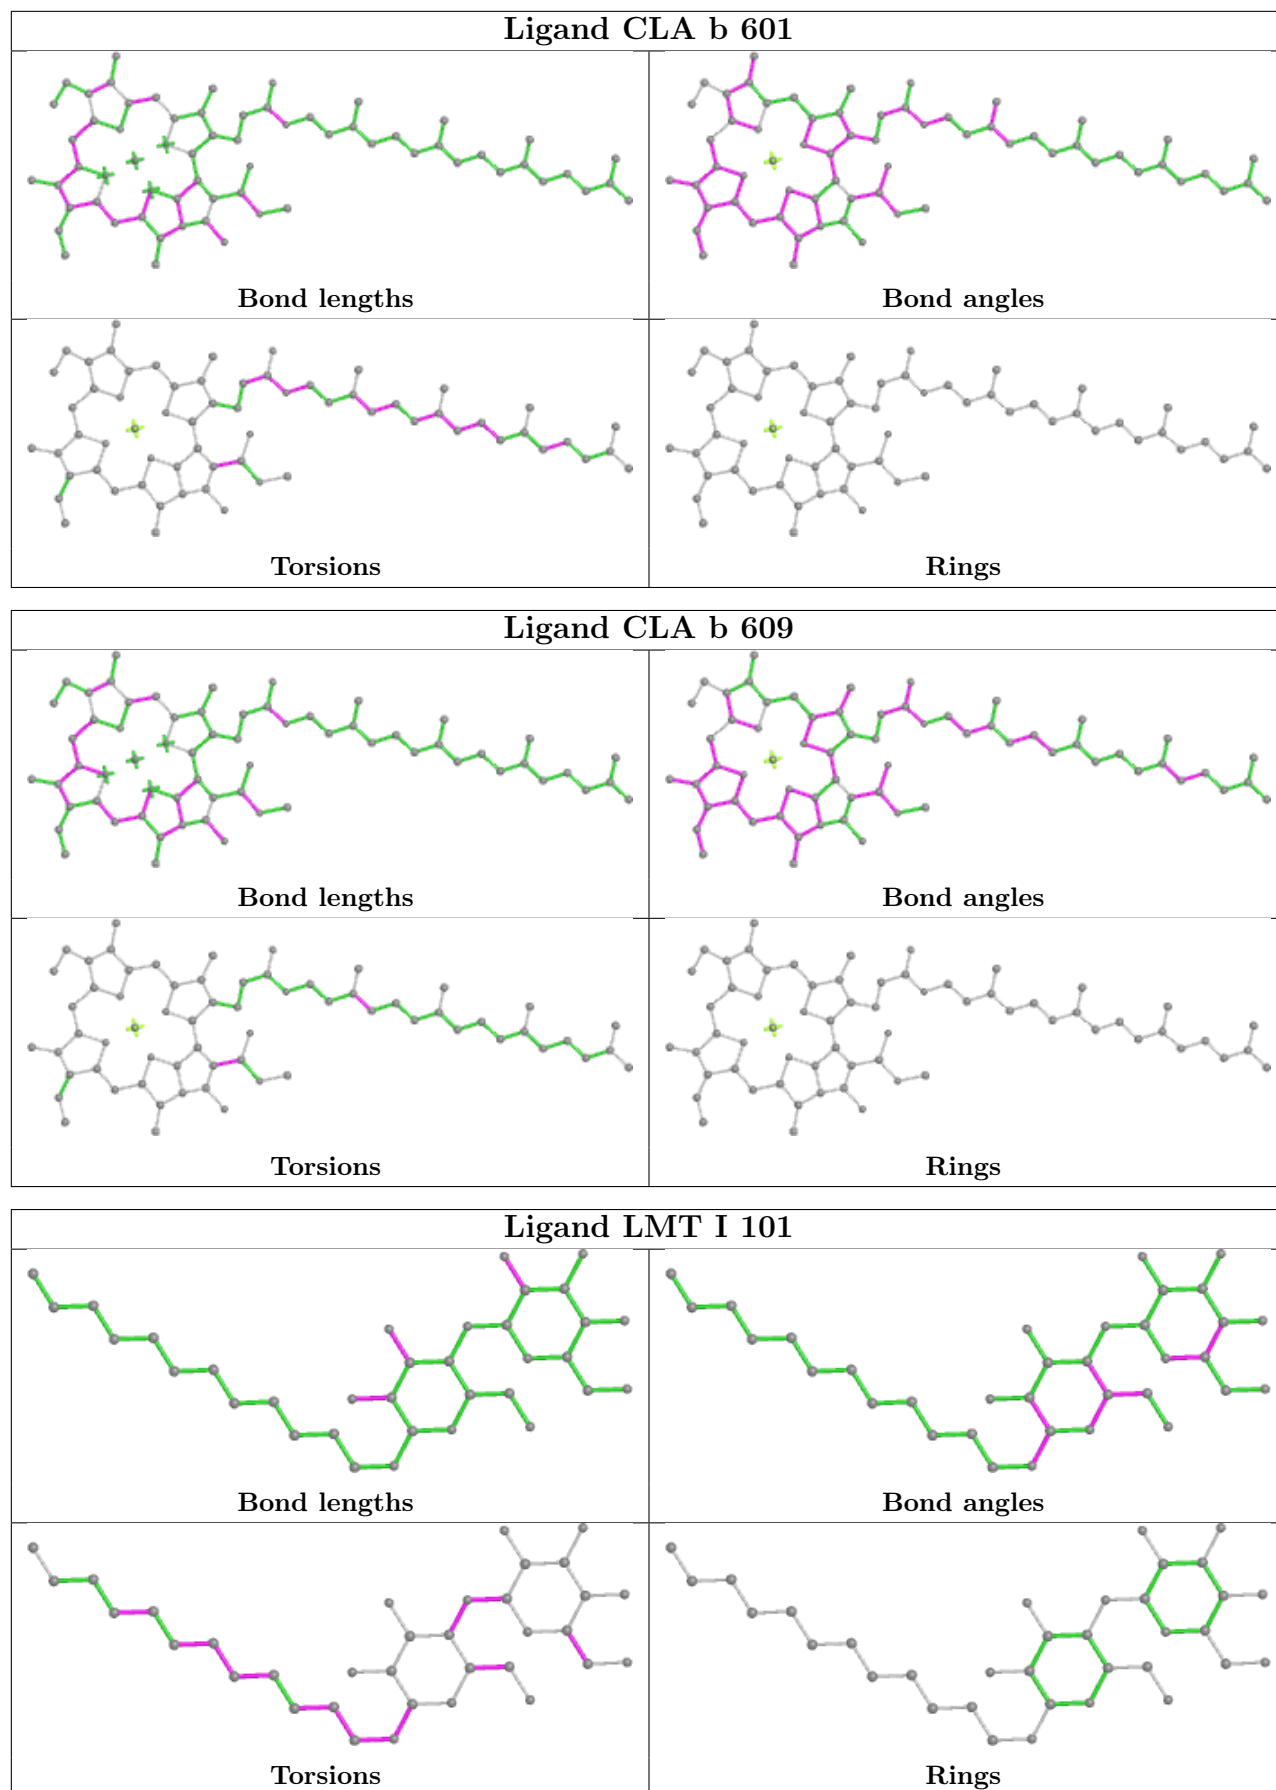 Ligand CLA b 601
Bond lengths
Bond angles
Torsions
Rings
Ligand CLA b 609
Bond lengths
Bond angles
Torsions
Rings
Ligand LMT I 101
Bond lengths
Bond angles
Torsions
Rings